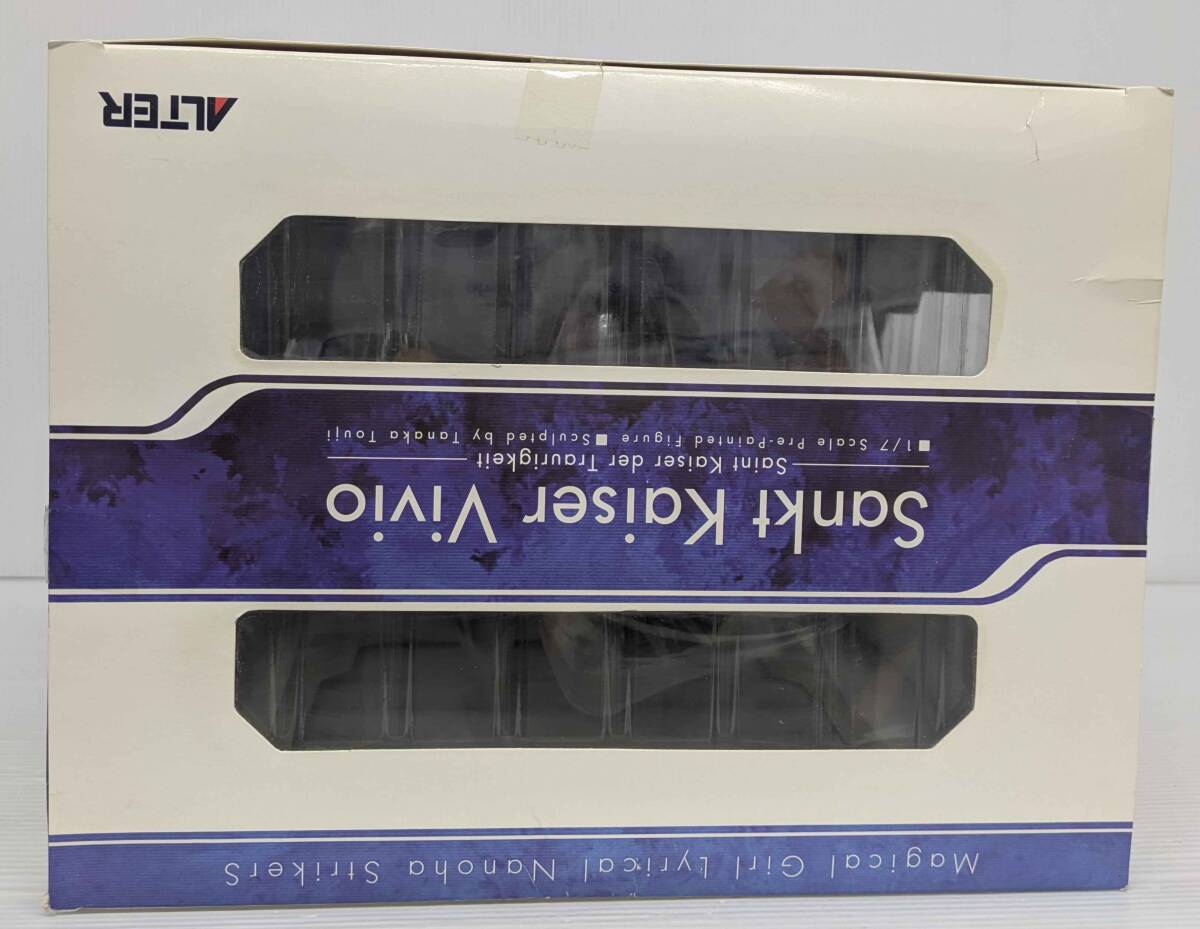 Magical Girl Lyrical Nanoha StrikerS
Sankt Kaiser Vivio
Saint Kaiser der Traurigkeit
■1/7 Scale Pre-Painted Figure ■Sculpted by Tanaka Touji
ALTER